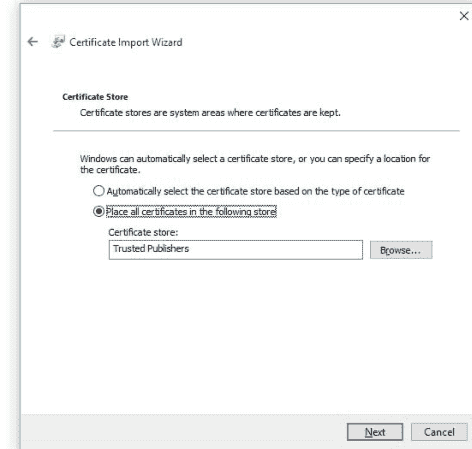 Certificate Import Wizard
Certificate Store
Certificate stores are system areas where certificates are kept.
Windows can automatically select a certificate store, or you can specify a location for
the certificate.
Automatically select the certificate store based on the type of certificate
Place all certificates in the following store
Certificate store:
Trusted Publishers
Browse...
Next
Cancel